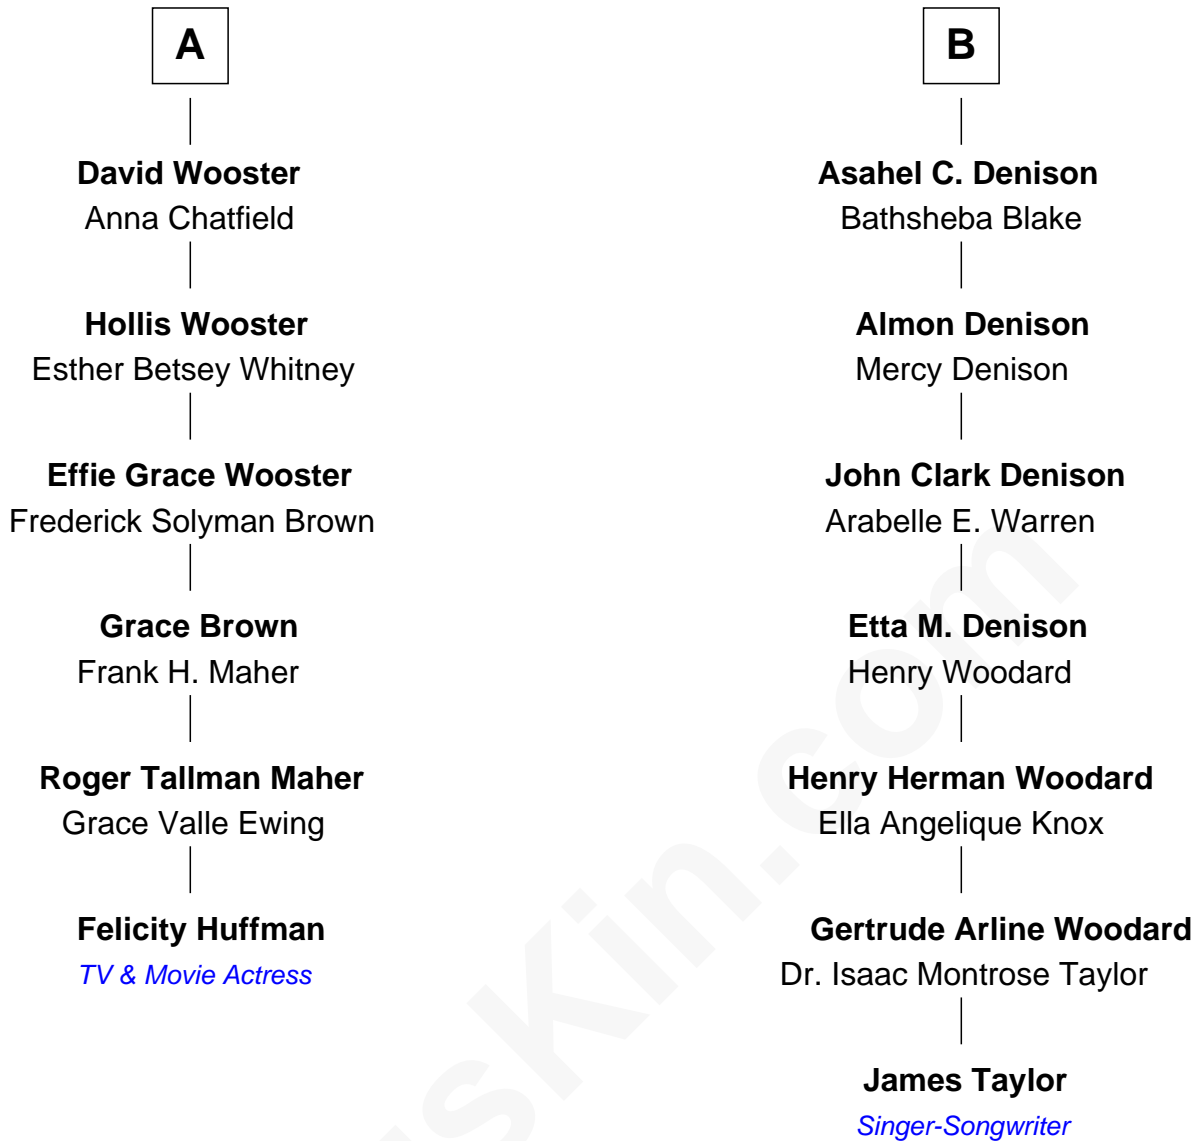 A
David Wooster
Anna Chatfield
Hollis Wooster
Esther Betsey Whitney
Effie Grace Wooster
Frederick Solyman Brown
Grace Brown
Frank H. Maher
Roger Tallman Maher
Grace Valle Ewing
Felicity Huffman
TV & Movie Actress
B
Asahel C. Denison
Bathsheba Blake
Almon Denison
Mercy Denison
John Clark Denison
Arabelle E. Warren
Etta M. Denison
Henry Woodard
Henry Herman Woodard
Ella Angelique Knox
Gertrude Arline Woodard
Dr. Isaac Montrose Taylor
James Taylor
Singer-Songwriter
usKin.com